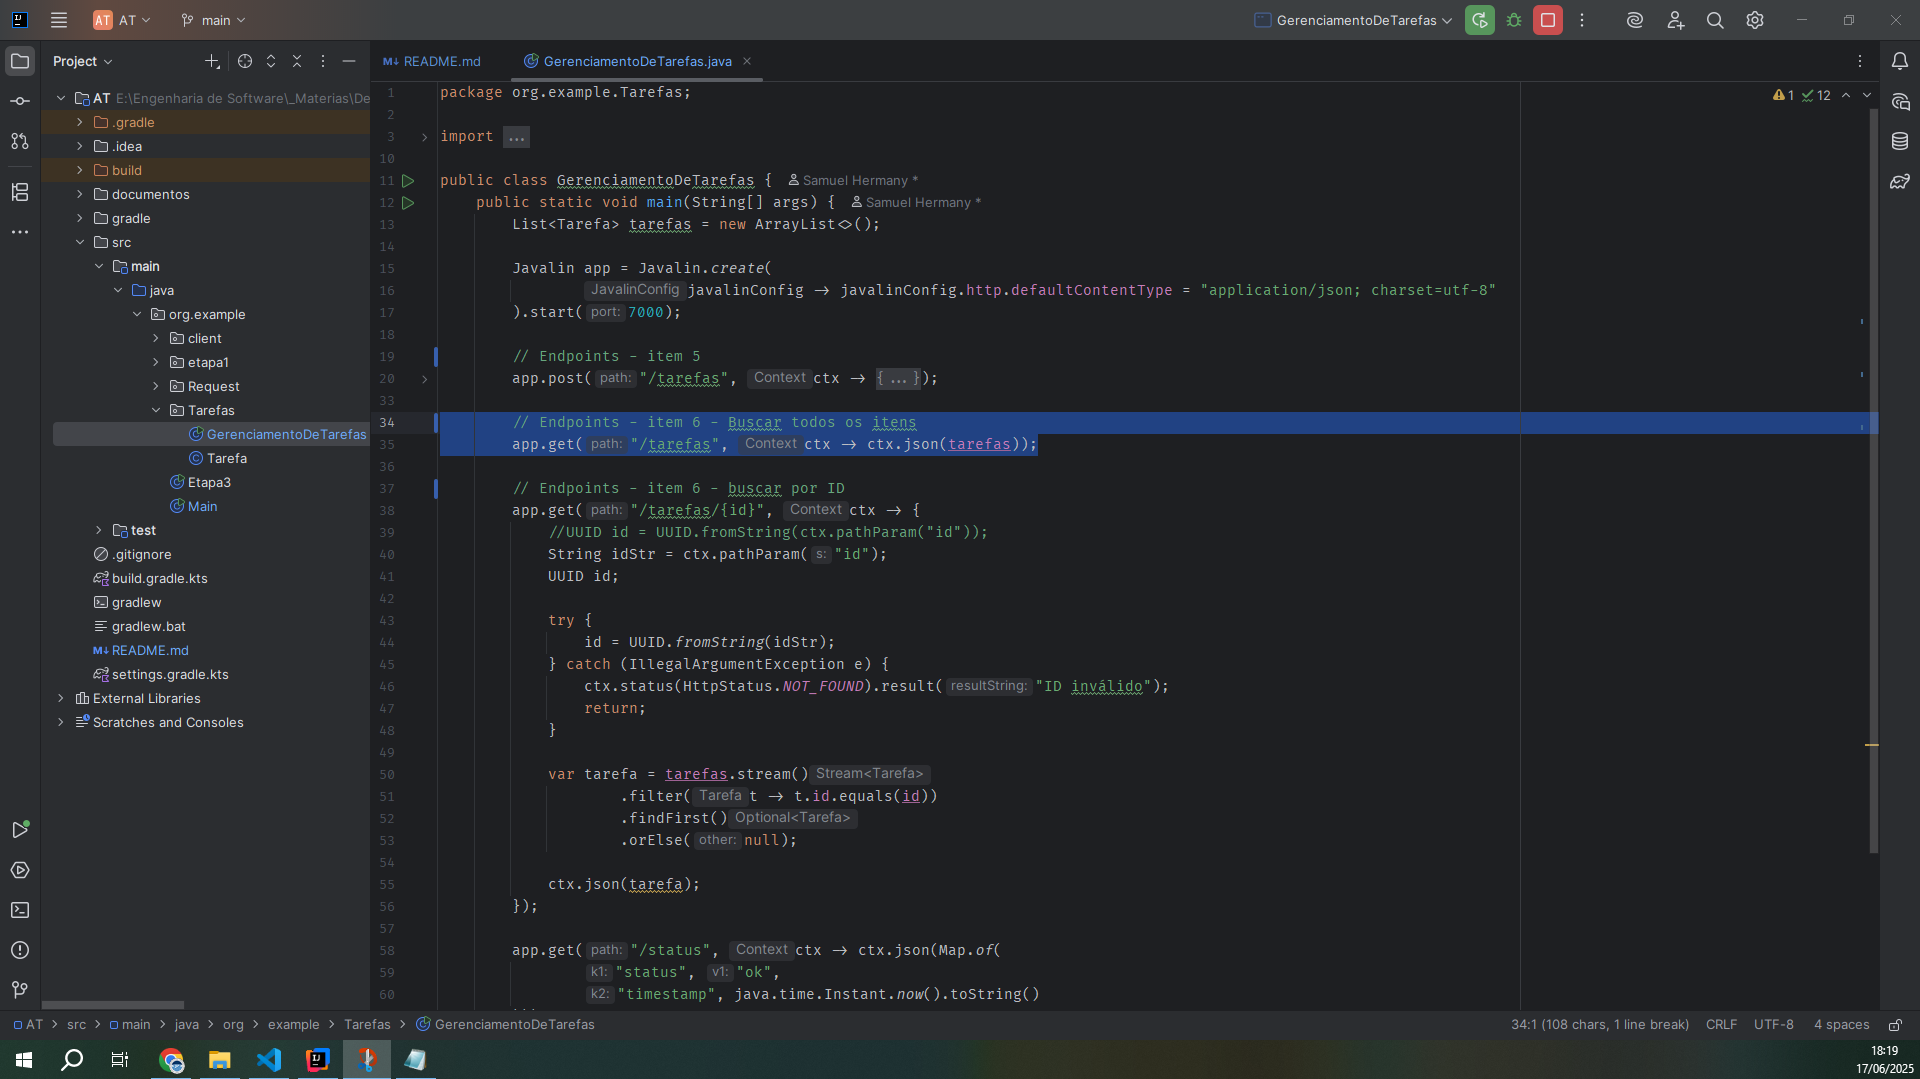 AT
AT
main
GerenciamentoDeTarefas
Project
README.md
GerenciamentoDeTarefas.java
AT E:\Engenharia de Software\_Materias\De
.gradle
.idea
build
documentos
gradle
src
main
java
org.example
client
etapa1
Request
Tarefas
GerenciamentoDeTarefas
Tarefa
Etapa3
Main
test
.gitignore
build.gradle.kts
gradlew
gradlew.bat
README.md
settings.gradle.kts
External Libraries
Scratches and Consoles
1 12
1 package org.example.Tarefas;
2
3 import ...
10
11 public class GerenciamentoDeTarefas { Samuel Hermany *
12 public static void main(String[] args) { Samuel Hermany *
13 List<Tarefa> tarefas = new ArrayList<>();
14
15 Javalin app = Javalin.create(
16 JavalinConfig javalinConfig -> javalinConfig.http.defaultContentType = "application/json; charset=utf-8"
17 ).start( port: 7000);
18
19 // Endpoints - item 5
20 app.post( path: "/tarefas", Context ctx -> {...});
33
34 // Endpoints - item 6 - Buscar todos os itens
35 app.get( path: "/tarefas", Context ctx -> ctx.json(tarefas));
36
37 // Endpoints - item 6 - buscar por ID
38 app.get( path: "/tarefas/{id}", Context ctx -> {
39 //UUID id = UUID.fromString(ctx.pathParam("id"));
40 String idStr = ctx.pathParam( s: "id");
41 UUID id;
42
43 try {
44 id = UUID.fromString(idStr);
45 } catch (IllegalArgumentException e) {
46 ctx.status(HttpStatus.NOT_FOUND).result( resultString: "ID inválido");
47 return;
48 }
49
50 var tarefa = tarefas.stream() Stream<Tarefa>
51 .filter( Tarefa t -> t.id.equals(id))
52 .findFirst() Optional<Tarefa>
53 .orElse( other: null);
54
55 ctx.json(tarefa);
56 });
57
58 app.get( path: "/status", Context ctx -> ctx.json(Map.of(
59 k1: "status", v1: "ok",
60 k2: "timestamp", java.time.Instant.now().toString()
AT > src > main > java > org > example > Tarefas > GerenciamentoDeTarefas
34:1 (108 chars, 1 line break) CRLF UTF-8 4 spaces
18:19
17/06/2025